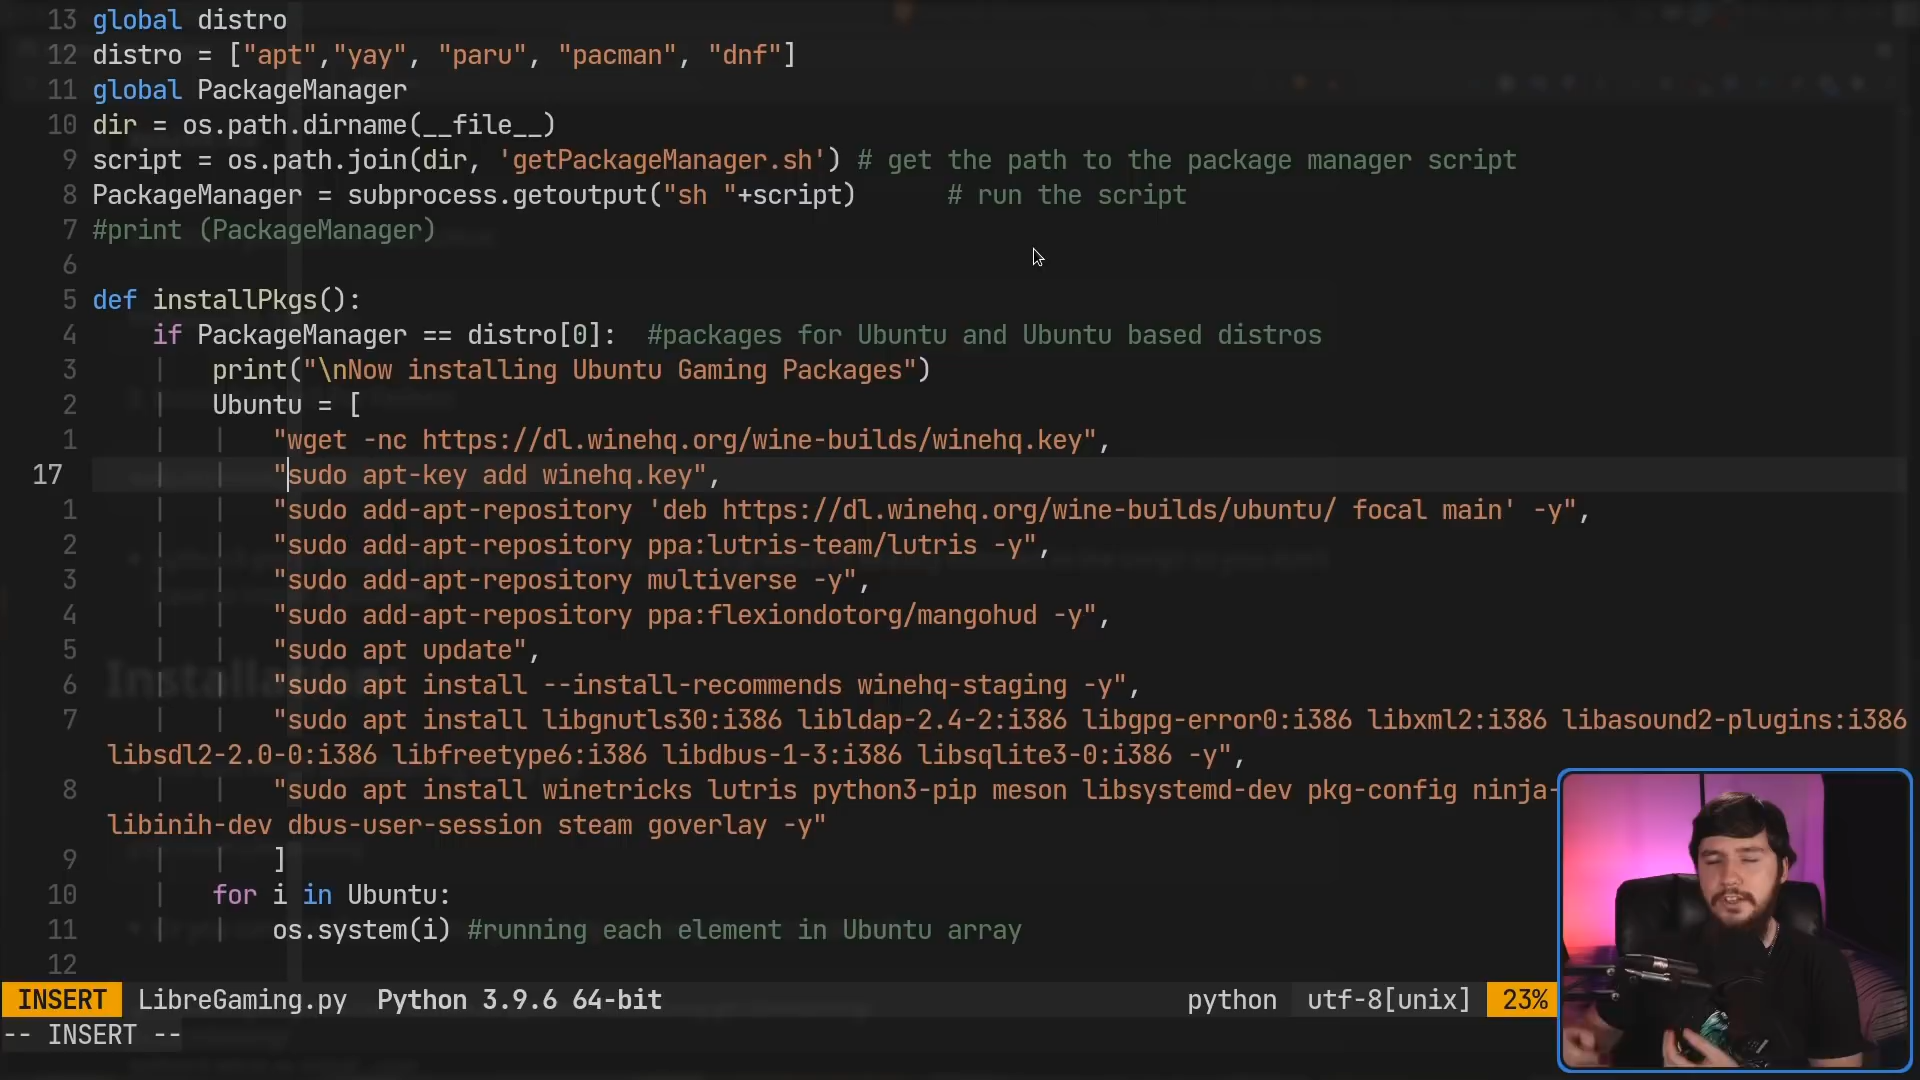 13 global distro
12 distro = ["apt","yay", "paru", "pacman", "dnf"]
11 global PackageManager
10 dir = os.path.dirname(__file__)
9 script = os.path.join(dir, 'getPackageManager.sh') # get the path to the package manager script
8 PackageManager = subprocess.getoutput("sh "+script)      # run the script
7 #print (PackageManager)
6
5 def installPkgs():
4     if PackageManager == distro[0]:  #packages for Ubuntu and Ubuntu based distros
3         print("\nNow installing Ubuntu Gaming Packages")
2         Ubuntu = [
1             "wget -nc https://dl.winehq.org/wine-builds/winehq.key",
17             "sudo apt-key add winehq.key",
1             "sudo add-apt-repository 'deb https://dl.winehq.org/wine-builds/ubuntu/ focal main' -y",
2             "sudo add-apt-repository ppa:lutris-team/lutris -y",
3             "sudo add-apt-repository multiverse -y",
4             "sudo add-apt-repository ppa:flexiondotorg/mangohud -y",
5             "sudo apt update",
6             "sudo apt install --install-recommends winehq-staging -y",
7             "sudo apt install libgnutls30:i386 libldap-2.4-2:i386 libgpg-error0:i386 libxml2:i386 libasound2-plugins:i386
libsdl2-2.0-0:i386 libfreetype6:i386 libdbus-1-3:i386 libsqlite3-0:i386 -y",
8             "sudo apt install winetricks lutris python3-pip meson libsystemd-dev pkg-config ninja-
libinih-dev dbus-user-session steam goverlay -y"
9             ]
10         for i in Ubuntu:
11             os.system(i) #running each element in Ubuntu array
12
INSERT LibreGaming.py Python 3.9.6 64-bit python utf-8[unix] 23%
-- INSERT --